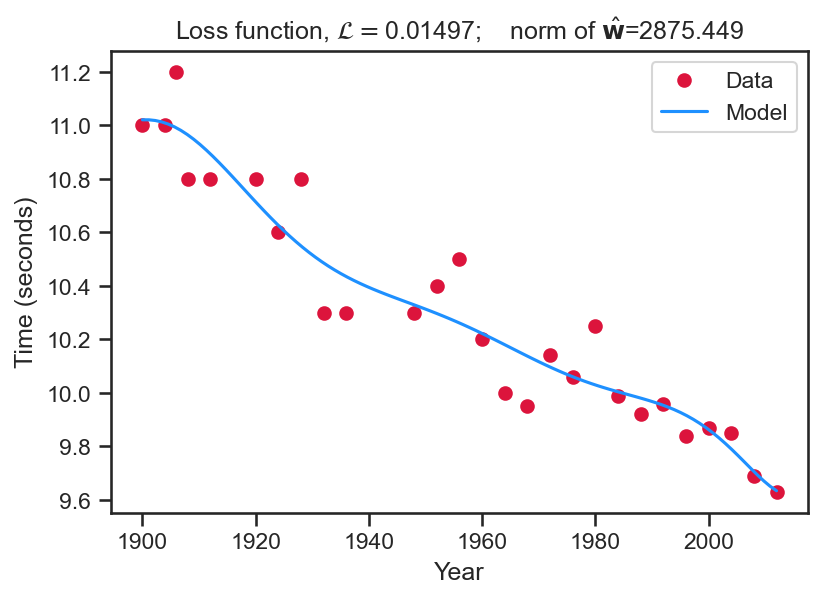 Loss function, ℒ = 0.01497;    norm of ŵ=2875.449
11.2
11.0
10.8
10.6
10.4
10.2
10.0
9.8
9.6
Time (seconds)
Data
Model
1900 1920 1940 1960 1980 2000
Year